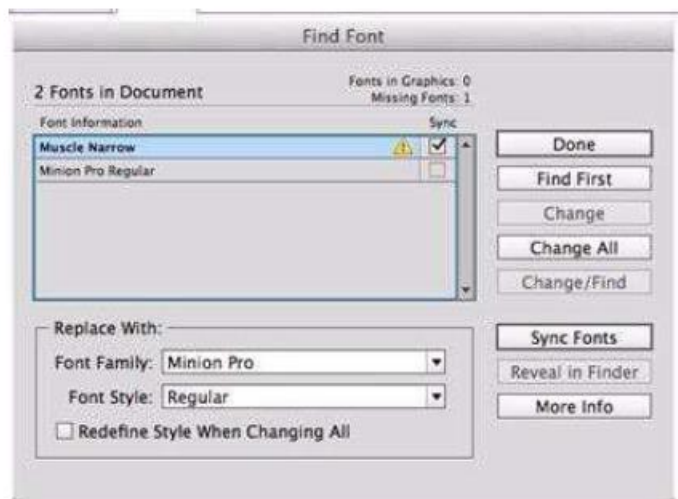 Find Font
2 Fonts in Document
Fonts in Graphics: 0
Missing Fonts: 1
Font Information Sync
Muscle Narrow
Minion Pro Regular
Done
Find First
Change
Change All
Change/Find
Replace With:
Font Family: Minion Pro
Font Style: Regular
Redefine Style When Changing All
Sync Fonts
Reveal in Finder
More Info